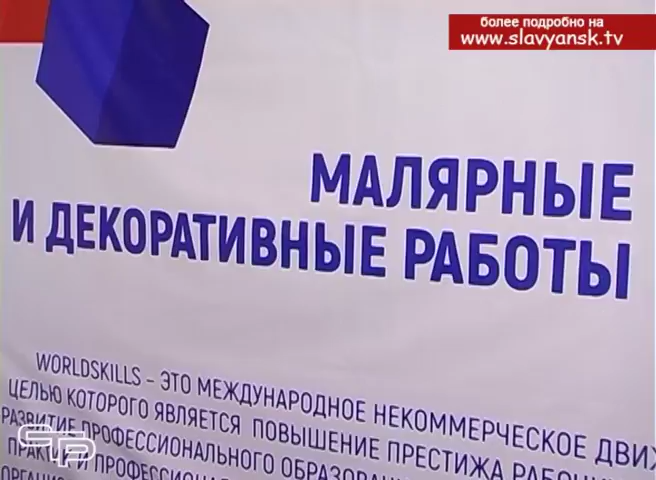 более подробно на
www.slavyansk.tv
МАЛЯРНЫЕ
И ДЕКОРАТИВНЫЕ РАБОТЫ
WORLDSKILLS – ЭТО МЕЖДУНАРОДНОЕ НЕКОММЕРЧЕСКОЕ
ЦЕЛЬЮ КОТОРОГО ЯВЛЯЕТСЯ ПОВЫШЕНИЕ ПРЕСТИЖА
РАЗВИТИЕ ПРОФЕССИОНАЛЬНОГО